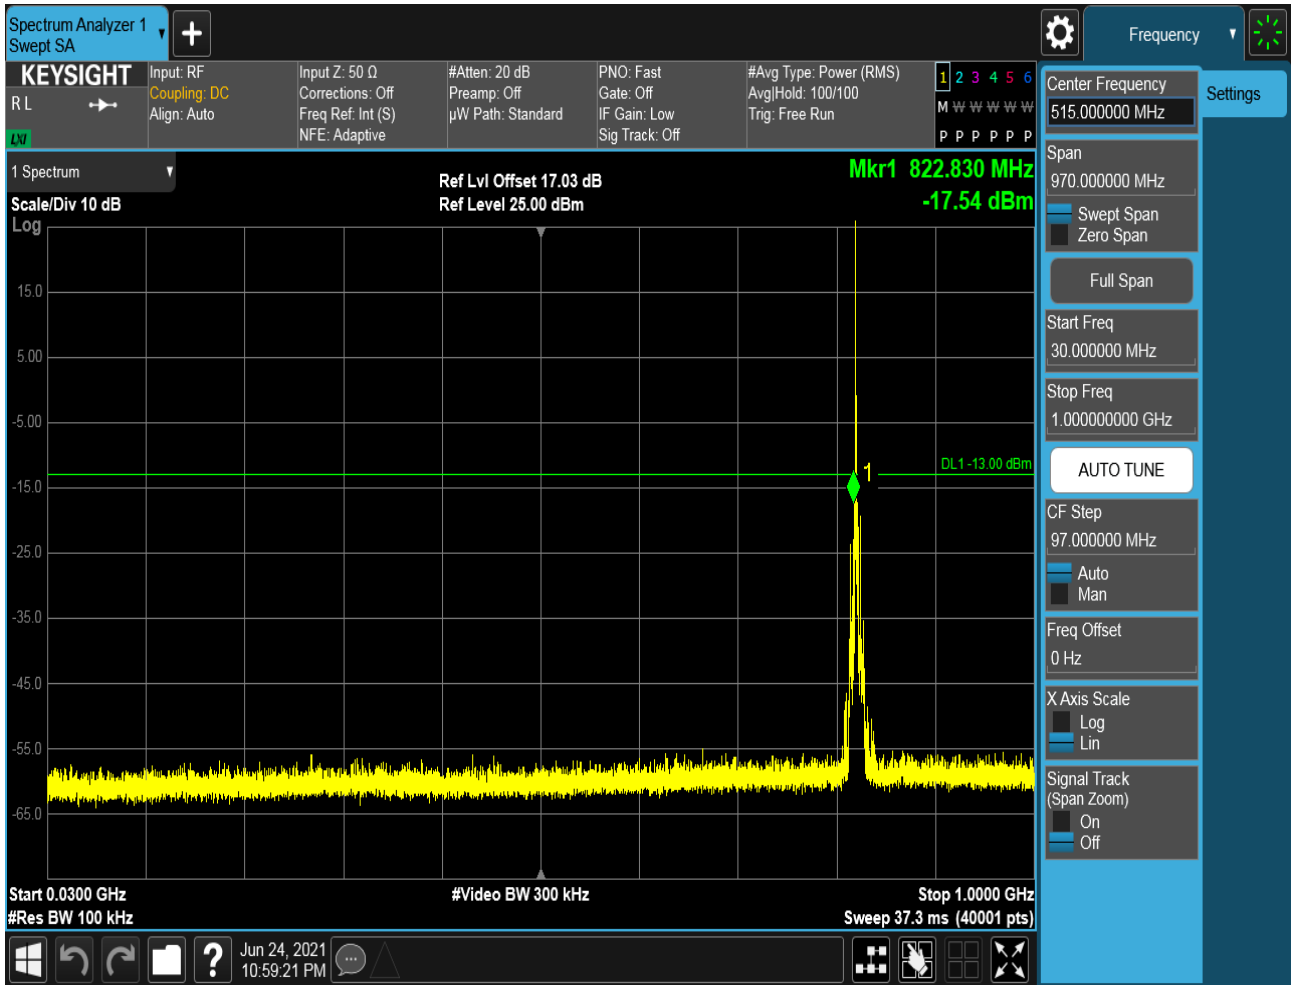 Spectrum Analyzer 1
Swept SA
Frequency
KEYSIGHT
R L
LXI
Input: RF
Coupling: DC
Align: Auto
Input Z: 50 Ω
Corrections: Off
Freq Ref: Int (S)
NFE: Adaptive
#Atten: 20 dB
Preamp: Off
µW Path: Standard
PNO: Fast
Gate: Off
IF Gain: Low
Sig Track: Off
#Avg Type: Power (RMS)
Avg|Hold: 100/100
Trig: Free Run
1 2 3 4 5 6
M W W W W W
P P P P P P
1 Spectrum
Scale/Div 10 dB
Log
Ref Lvl Offset 17.03 dB
Ref Level 25.00 dBm
Mkr1 822.830 MHz
-17.54 dBm
15.0
5.00
-5.00
-15.0
-25.0
-35.0
-45.0
-55.0
-65.0
DL1 -13.00 dBm
1
Start 0.0300 GHz
#Res BW 100 kHz
#Video BW 300 kHz
Stop 1.0000 GHz
Sweep 37.3 ms (40001 pts)
Center Frequency
515.000000 MHz
Span
970.000000 MHz
Swept Span
Zero Span
Full Span
Start Freq
30.000000 MHz
Stop Freq
1.000000000 GHz
AUTO TUNE
CF Step
97.000000 MHz
Auto
Man
Freq Offset
0 Hz
X Axis Scale
Log
Lin
Signal Track
(Span Zoom)
On
Off
Settings
?
Jun 24, 2021
10:59:21 PM